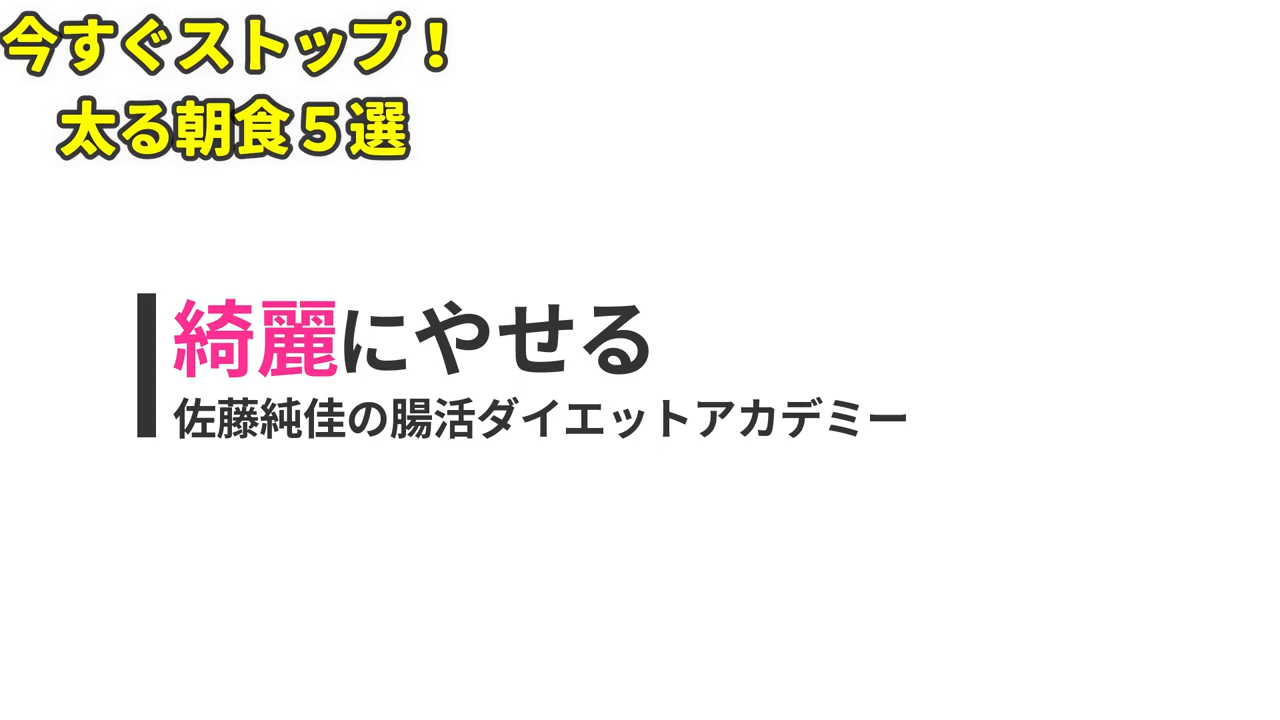 今すぐストップ！
太る朝食５選
綺麗にやせる
佐藤純佳の腸活ダイエットアカデミー